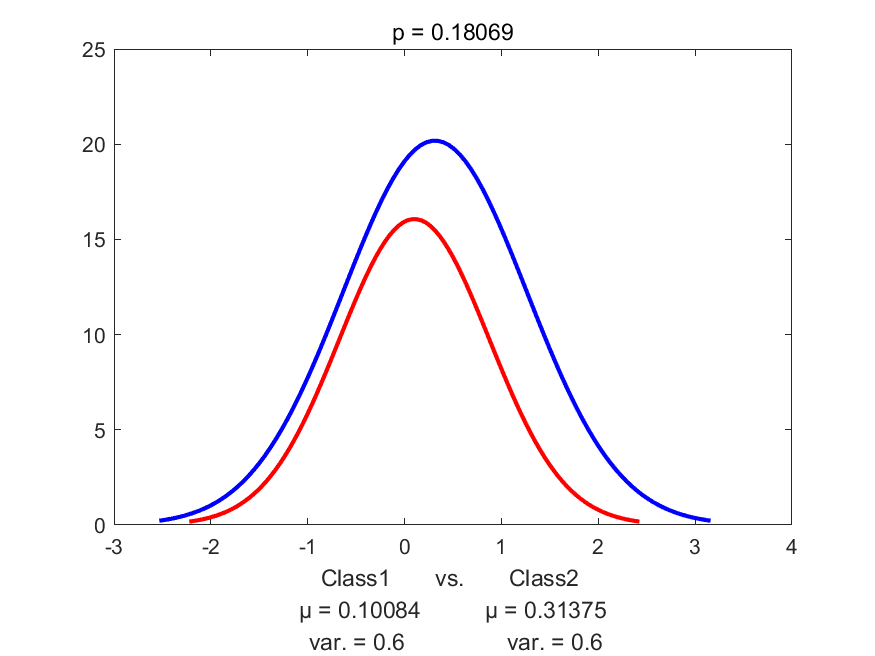 p = 0.18069
25
20
15
10
5
0
-3 -2 -1 0 1 2 3 4
Class1 vs. Class2
μ = 0.10084 μ = 0.31375
var. = 0.6 var. = 0.6